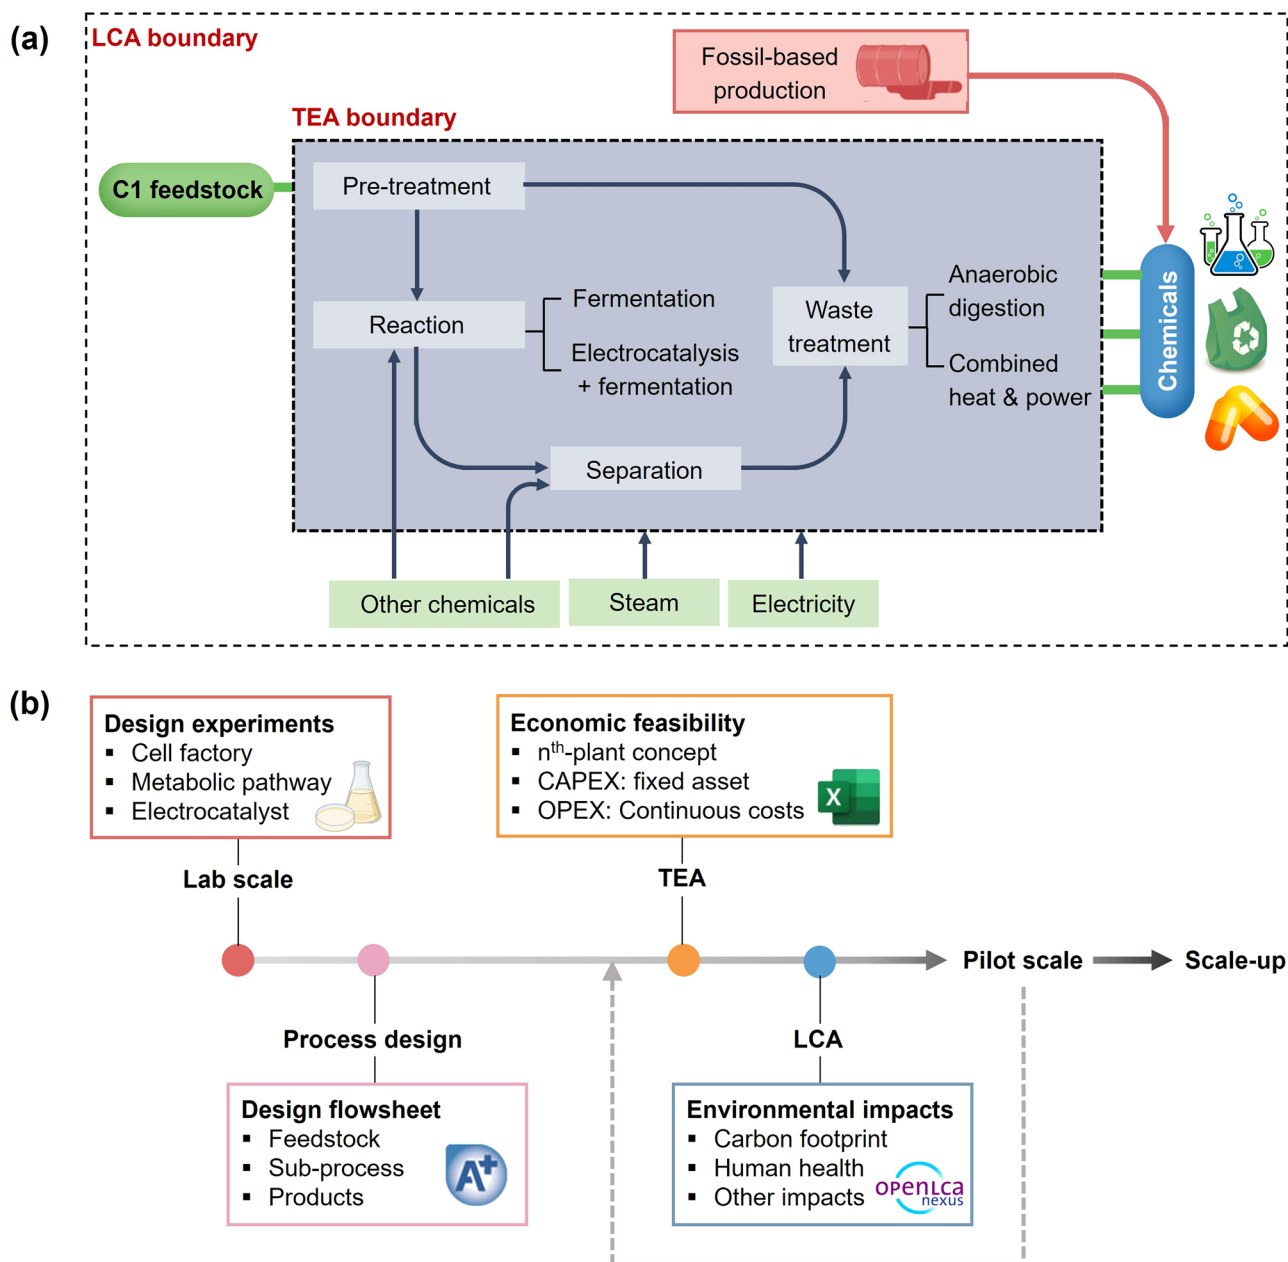 (a)
LCA boundary
Fossil-based
production
TEA boundary
C1 feedstock
Pre-treatment
Reaction
Fermentation
Electrocatalysis
+ fermentation
Waste
treatment
Anaerobic
digestion
Combined
heat & power
Separation
Chemicals
Other chemicals
Steam
Electricity
(b)
Design experiments
▪ Cell factory
▪ Metabolic pathway
▪ Electrocatalyst
Economic feasibility
▪ nth-plant concept
▪ CAPEX: fixed asset
▪ OPEX: Continuous costs
X
Lab scale
TEA
Pilot scale
Scale-up
Process design
LCA
Design flowsheet
▪ Feedstock
▪ Sub-process
▪ Products
A+
Environmental impacts
▪ Carbon footprint
▪ Human health
▪ Other impacts
openLca
nexus